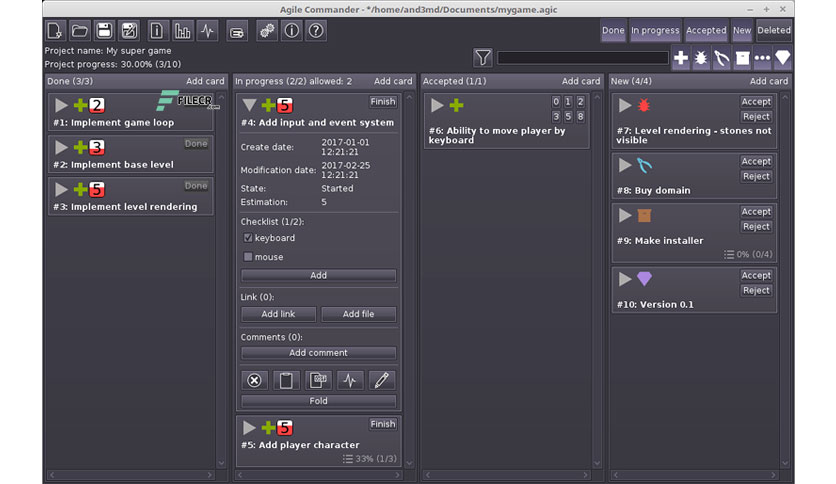 Agile Commander - */home/and3md/Documents/mygame.agic
Project name: My super game
Project progress: 30.00% (3/10)
Done In progress Accepted New Deleted
Done (3/3) Add card
2
FILECR
.com
#1: Implement game loop
3 Done
#2: Implement base level
5 Done
#3: Implement level rendering
In progress (2/2) allowed: 2 Add card
5 Finish
#4: Add input and event system
Create date: 2017-01-01
12:21:21
Modification date: 2017-02-25
12:21:21
State: Started
Estimation: 5
Checklist (1/2):
keyboard
mouse
Add
Link (0):
Add link Add file
Comments (0):
Add comment
Fold
5 Finish
#5: Add player character
33% (1/3)
Accepted (1/1) Add card
0 1 2
3 5 8
#6: Ability to move player by
keyboard
New (4/4) Add card
Accept
Reject
#7: Level rendering - stones not
visible
Accept
Reject
#8: Buy domain
Accept
Reject
#9: Make installer
0% (0/4)
Accept
Reject
#10: Version 0.1